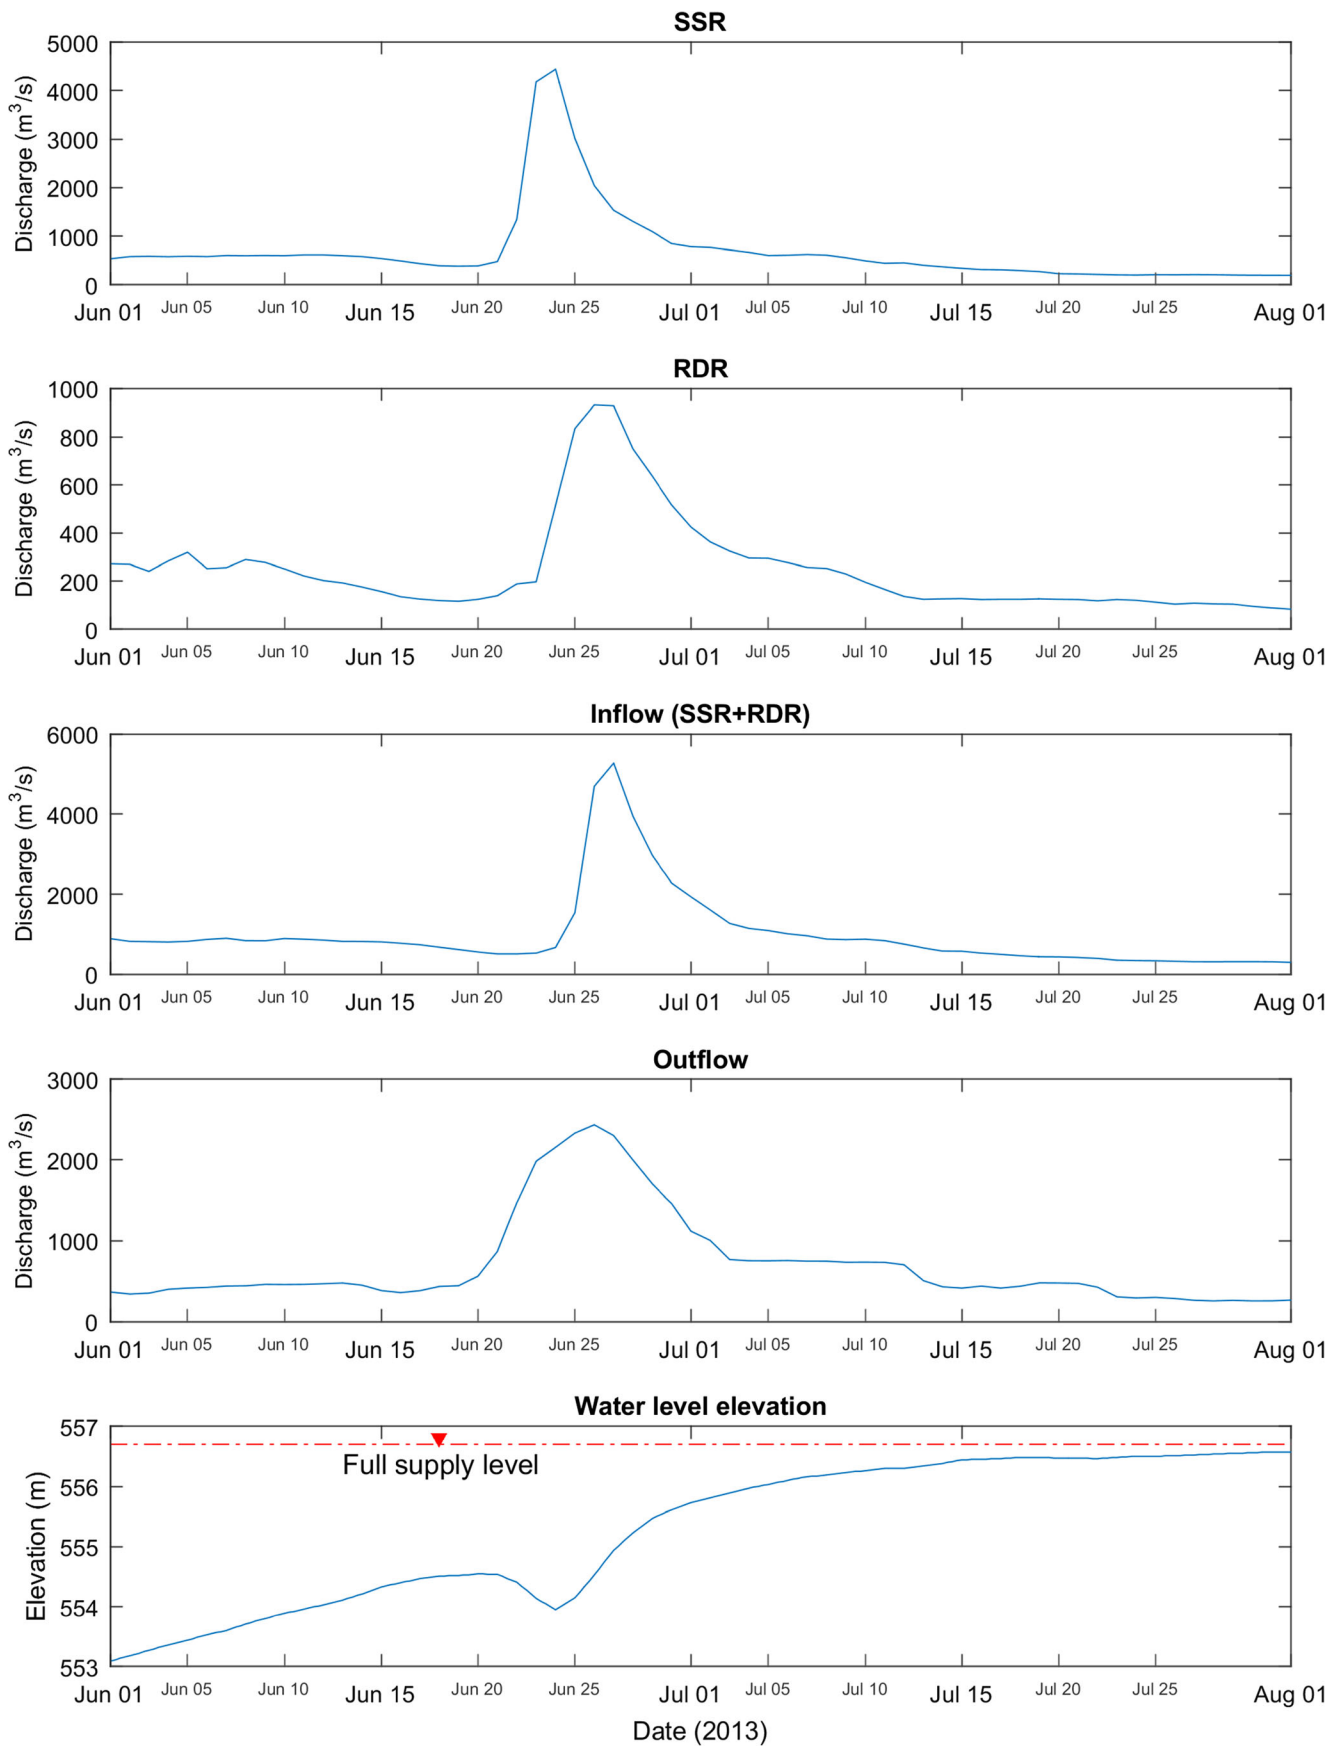 SSR
5000
4000
3000
2000
1000
0
Discharge (m³/s)
Jun 01 Jun 05 Jun 10 Jun 15 Jun 20 Jun 25 Jul 01 Jul 05 Jul 10 Jul 15 Jul 20 Jul 25 Aug 01
RDR
1000
800
600
400
200
0
Discharge (m³/s)
Jun 01 Jun 05 Jun 10 Jun 15 Jun 20 Jun 25 Jul 01 Jul 05 Jul 10 Jul 15 Jul 20 Jul 25 Aug 01
Inflow (SSR+RDR)
6000
4000
2000
0
Discharge (m³/s)
Jun 01 Jun 05 Jun 10 Jun 15 Jun 20 Jun 25 Jul 01 Jul 05 Jul 10 Jul 15 Jul 20 Jul 25 Aug 01
Outflow
3000
2000
1000
0
Discharge (m³/s)
Jun 01 Jun 05 Jun 10 Jun 15 Jun 20 Jun 25 Jul 01 Jul 05 Jul 10 Jul 15 Jul 20 Jul 25 Aug 01
Water level elevation
557
Full supply level
556
555
554
553
Elevation (m)
Jun 01 Jun 05 Jun 10 Jun 15 Jun 20 Jun 25 Jul 01 Jul 05 Jul 10 Jul 15 Jul 20 Jul 25 Aug 01
Date (2013)